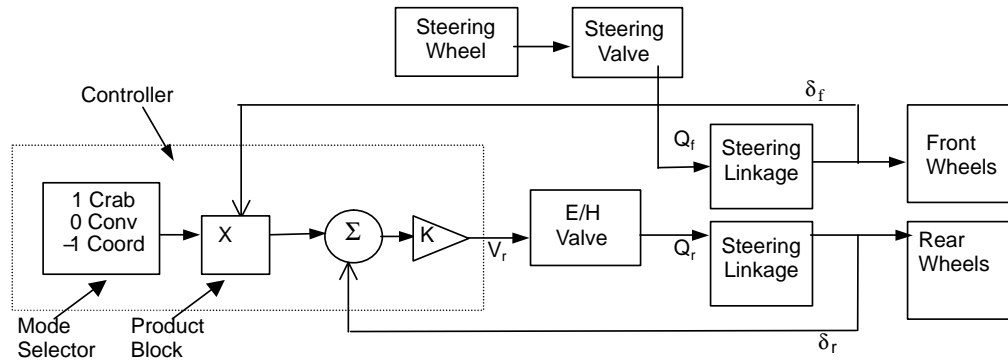 Steering
Wheel
Steering
Valve
Controller
δf
Qf
Steering
Linkage
Front
Wheels
1 Crab
0 Conv
–1 Coord
X
Σ
K
Vr
E/H
Valve
Qr
Steering
Linkage
Rear
Wheels
Mode
Selector
Product
Block
δr